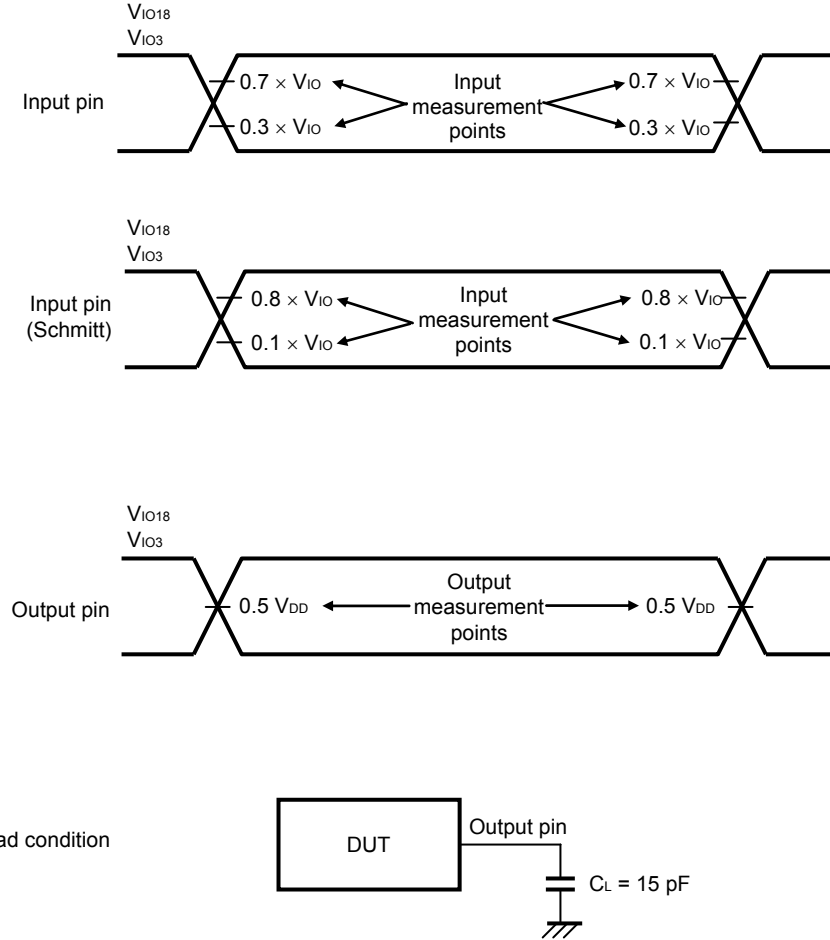 VIO18
VIO3
Input pin
0.7 × VIO
0.3 × VIO
Input
measurement
points
0.7 × VIO
0.3 × VIO
VIO18
VIO3
Input pin
(Schmitt)
0.8 × VIO
0.1 × VIO
Input
measurement
points
0.8 × VIO
0.1 × VIO
VIO18
VIO3
Output pin
0.5 VDD
Output
measurement
points
0.5 VDD
ad condition
DUT
Output pin
CL = 15 pF